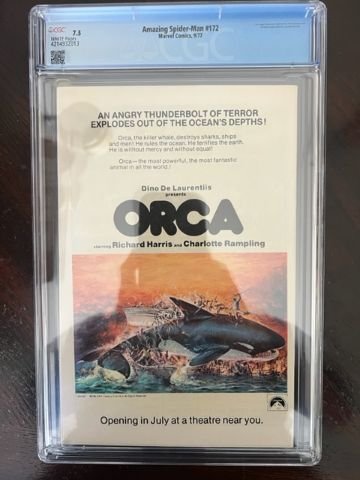 CGC
7.5
WHITE Pages
4214932013
Amazing Spider-Man #172
Marvel Comics, 9/77
AN ANGRY THUNDERBOLT OF TERROR
EXPLODES OUT OF THE OCEAN'S DEPTHS!
Orca, the killer whale, destroys sharks, ships
and men! He rules the ocean. He terrifies the earth.
He is without mercy and without equal!
Orca—the most powerful, the most fantastic
animal in all the world!
Dino De Laurentiis
presents
ORCA
starring Richard Harris and Charlotte Rampling
Opening in July at a theatre near you.